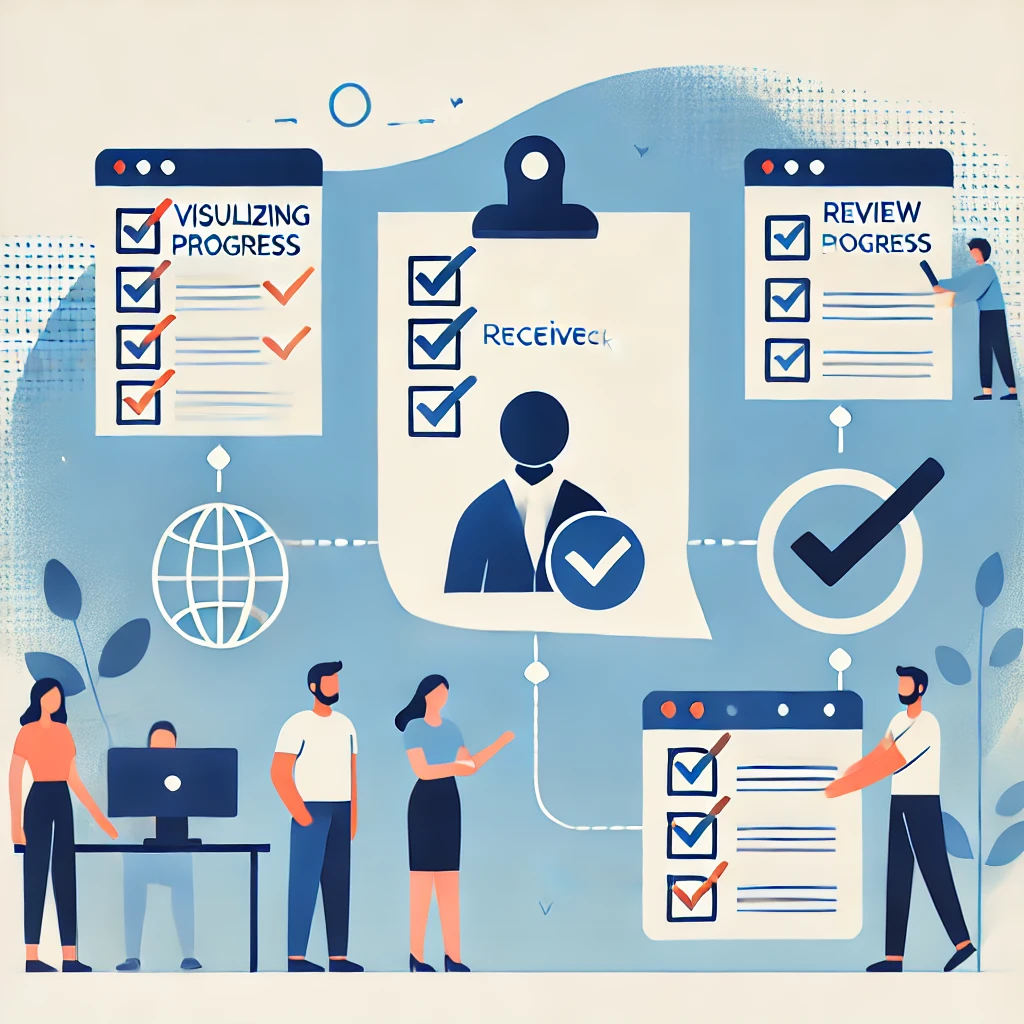 VISULIZING
PROGRESS
RECEIVECK
REVIEW
POGRESS